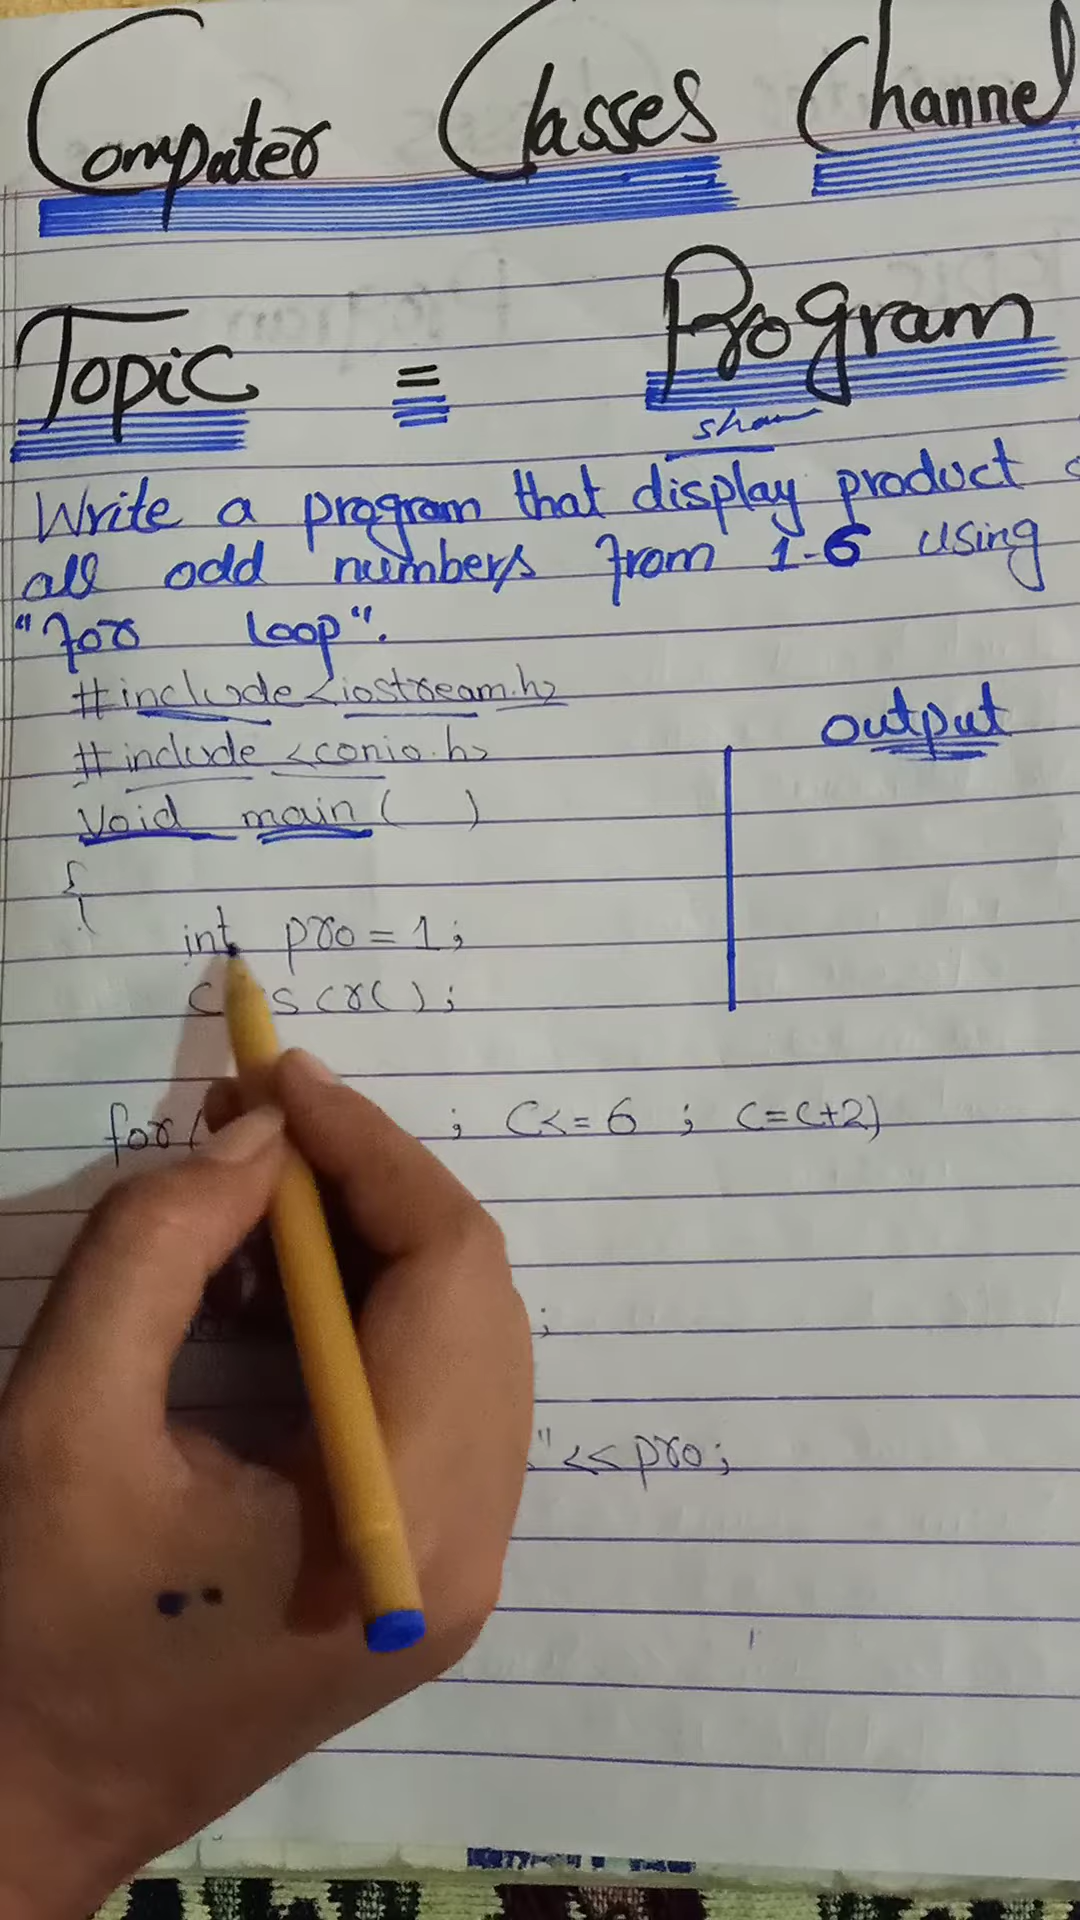 Computer Classes Channel
Topic = Program
show
Write a program that display product
all odd numbers from 1-6 using
"for loop".
#include<iostream.h>
#include <conio.h>
output
Void main( )
{
int pro = 1;
for( ; C<=6 ; C=C+2)
;
"<<pro;